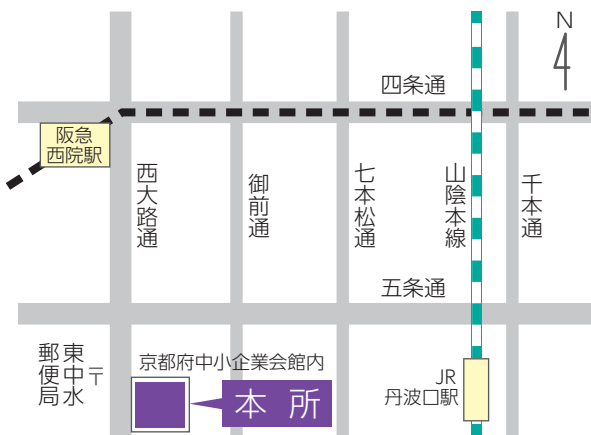 N
四条通
阪急
西院駅
西大路通
御前通
七本松通
山陰本線
千本通
五条通
東中水
郵便局
〒
京都府中小企業会館内
本所
JR
丹波口駅